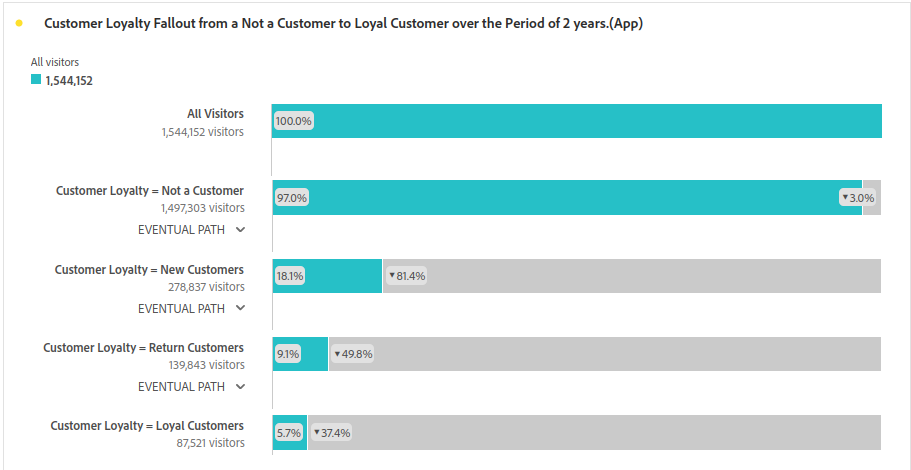 Customer Loyalty Fallout from a Not a Customer to Loyal Customer over the Period of 2 years.(App)
All visitors
1,544,152
All Visitors
1,544,152 visitors
100.0%
Customer Loyalty = Not a Customer
1,497,303 visitors
EVENTUAL PATH
97.0%
▼3.0%
Customer Loyalty = New Customers
278,837 visitors
EVENTUAL PATH
18.1%
▼81.4%
Customer Loyalty = Return Customers
139,843 visitors
EVENTUAL PATH
9.1%
▼49.8%
Customer Loyalty = Loyal Customers
87,521 visitors
5.7%
▼37.4%